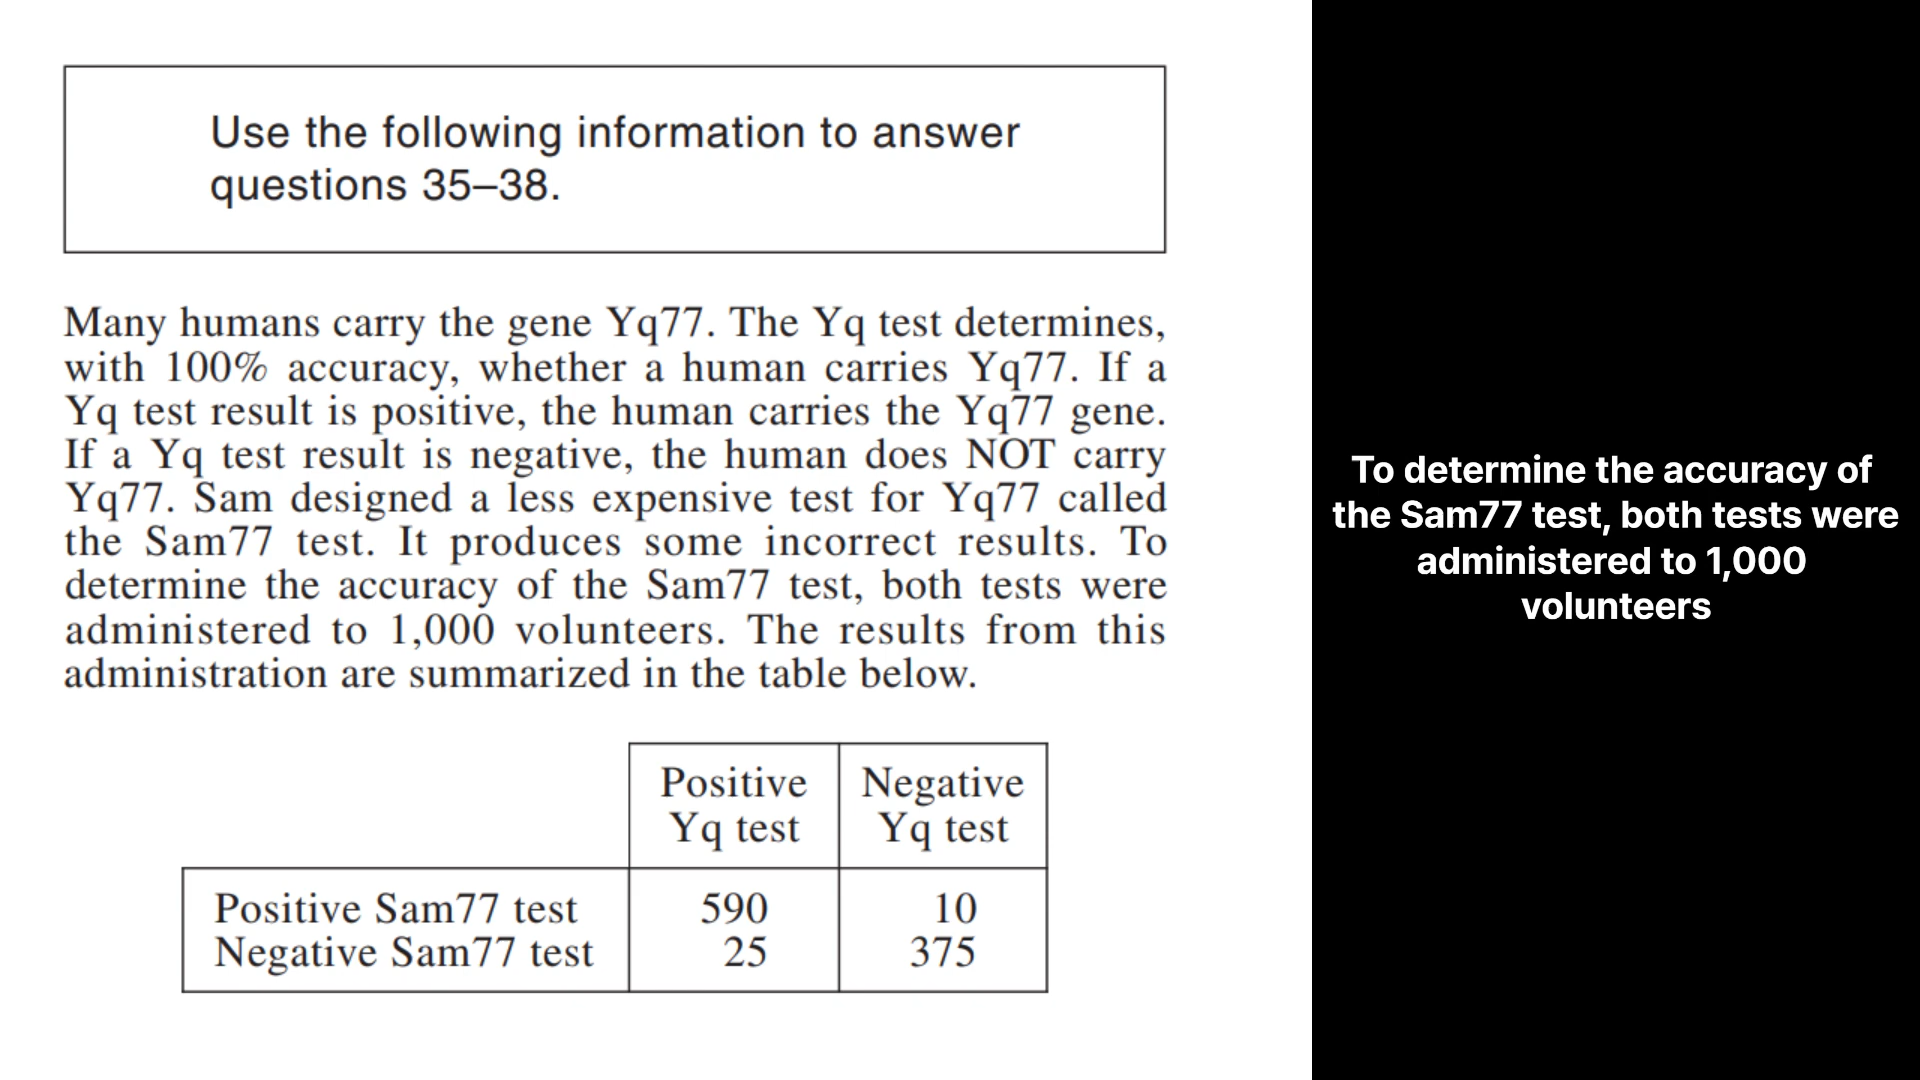 Use the following information to answer
questions 35–38.
Many humans carry the gene Yq77. The Yq test determines,
with 100% accuracy, whether a human carries Yq77. If a
Yq test result is positive, the human carries the Yq77 gene.
If a Yq test result is negative, the human does NOT carry
Yq77. Sam designed a less expensive test for Yq77 called
the Sam77 test. It produces some incorrect results. To
determine the accuracy of the Sam77 test, both tests were
administered to 1,000 volunteers. The results from this
administration are summarized in the table below.
Positive Negative
Yq test Yq test
Positive Sam77 test 590 10
Negative Sam77 test 25 375
To determine the accuracy of
the Sam77 test, both tests were
administered to 1,000
volunteers